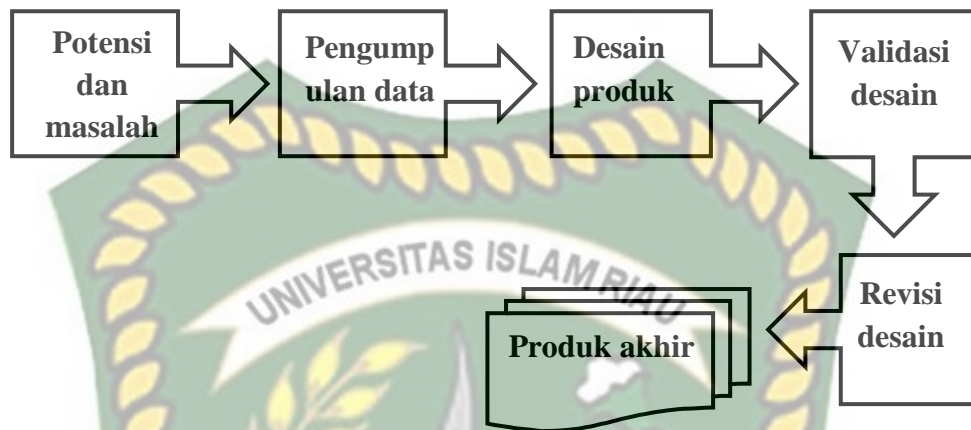 Potensi
dan
masalah
Pengump
ulan data
Desain
produk
Validasi
desain
Revisi
desain
Produk akhir
UNIVERSITAS ISLAM RIAU